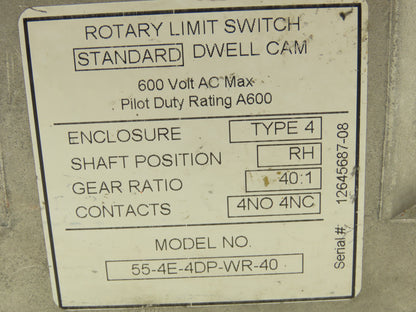 ROTARY LIMIT SWITCH
STANDARD DWELL CAM
600 Volt AC Max
Pilot Duty Rating A600
ENCLOSURE TYPE 4
SHAFT POSITION RH
GEAR RATIO 40:1
CONTACTS 4NO 4NC
MODEL NO.
55-4E-4DP-WR-40
Serial.#: 12645687-08